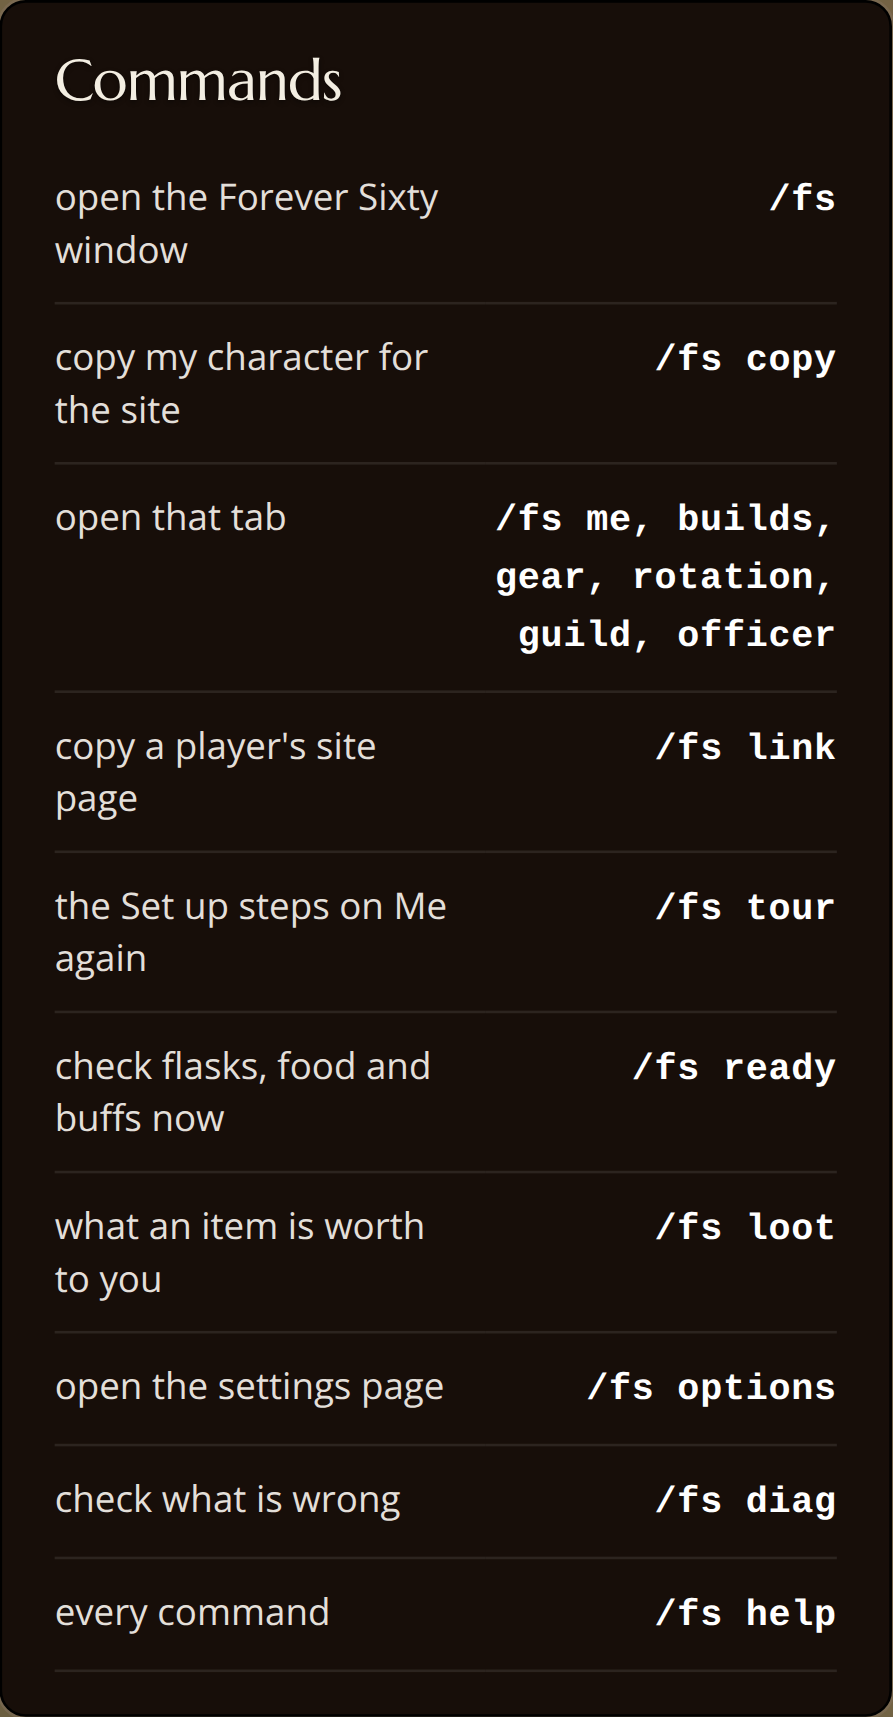 Commands
open the Forever Sixty /fs
window
copy my character for /fs copy
the site
open that tab /fs me, builds,
gear, rotation,
guild, officer
copy a player's site /fs link
page
the Set up steps on Me /fs tour
again
check flasks, food and /fs ready
buffs now
what an item is worth /fs loot
to you
open the settings page /fs options
check what is wrong /fs diag
every command /fs help